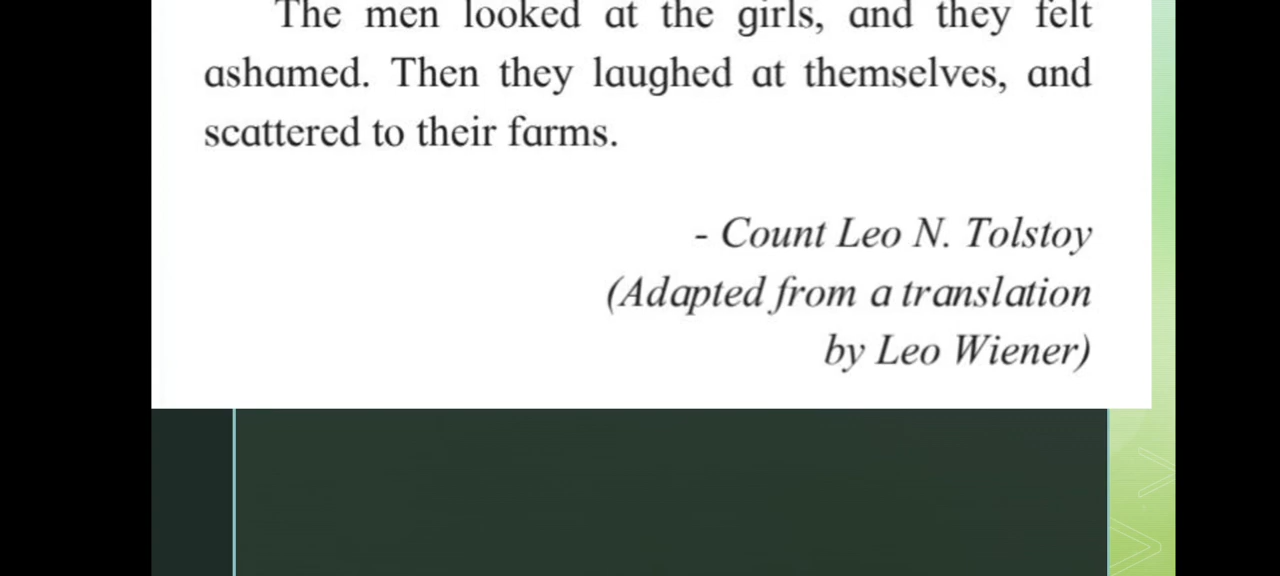 The men looked at the girls, and they felt
ashamed. Then they laughed at themselves, and
scattered to their farms.
- Count Leo N. Tolstoy
(Adapted from a translation
by Leo Wiener)